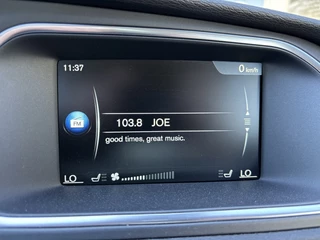 11:37
0 km/h
FM
103.8 JOE
good times, great music.
LO
LO